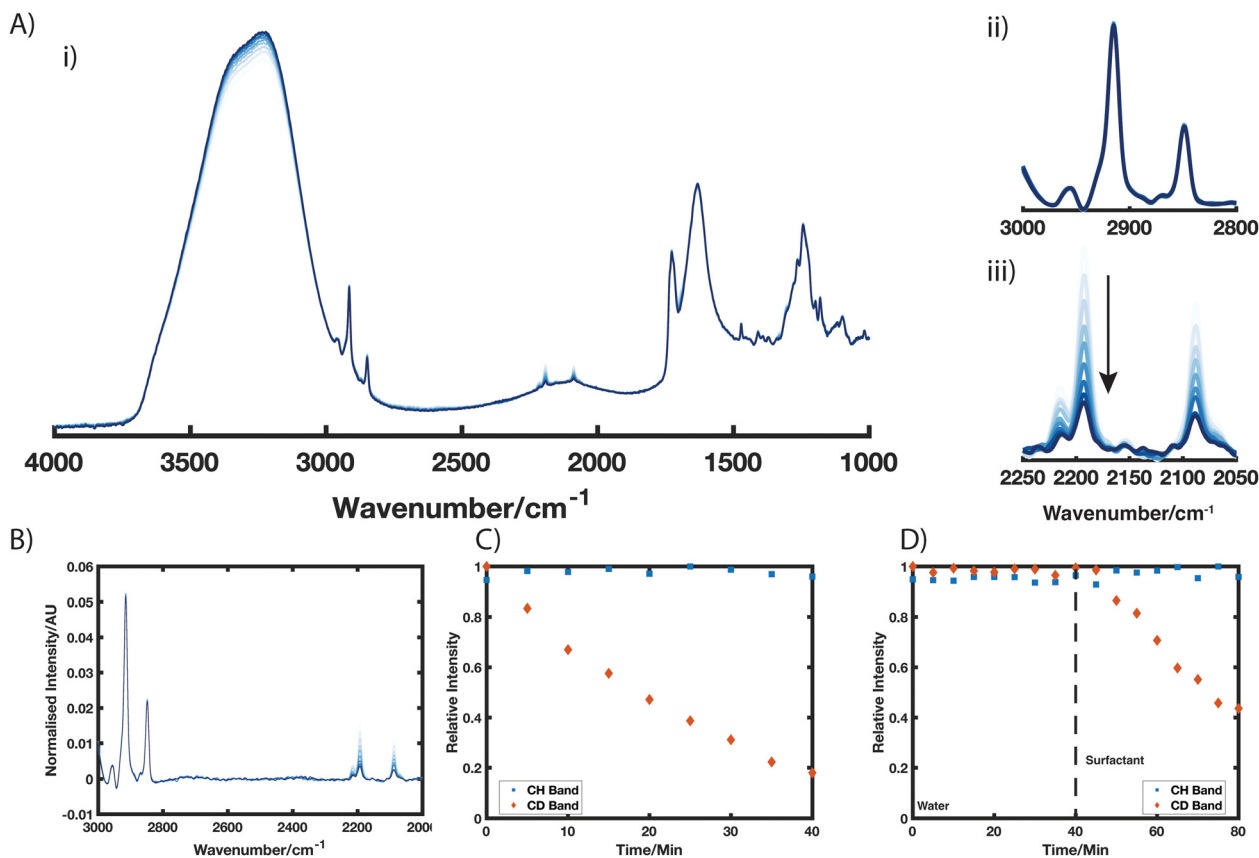 A)
i)
4000 3500 3000 2500 2000 1500 1000
Wavenumber/cm-1
ii)
3000 2900 2800
iii)
2250 2200 2150 2100 2050
Wavenumber/cm-1
B)
0.06
0.05
0.04
0.03
0.02
0.01
0
-0.01
Normalised Intensity/AU
3000 2800 2600 2400 2200 2000
Wavenumber/cm-1
C)
1
0.8
0.6
0.4
0.2
0
Relative Intensity
CH Band
CD Band
0 10 20 30 40
Time/Min
D)
1
0.8
0.6
0.4
0.2
0
Relative Intensity
Water
Surfactant
CH Band
CD Band
0 20 40 60 80
Time/Min